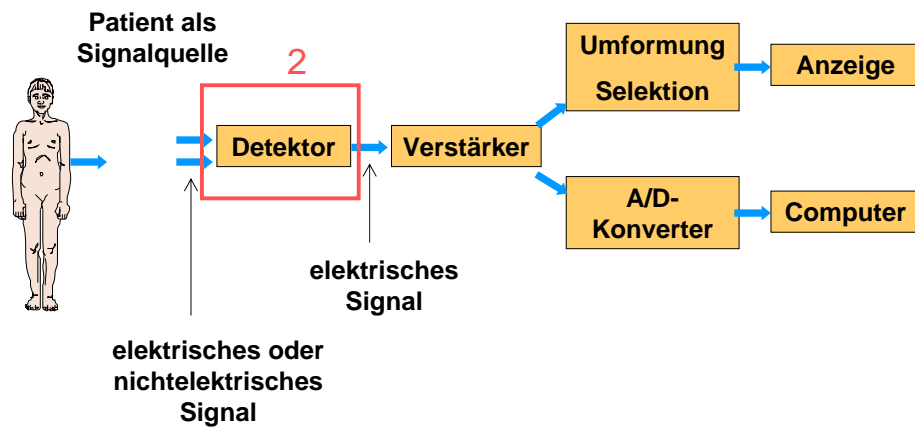 Patient als
Signalquelle
2
Detektor
Verstärker
Umformung
Selektion
Anzeige
A/D-
Konverter
Computer
elektrisches
Signal
elektrisches oder
nichtelektrisches
Signal